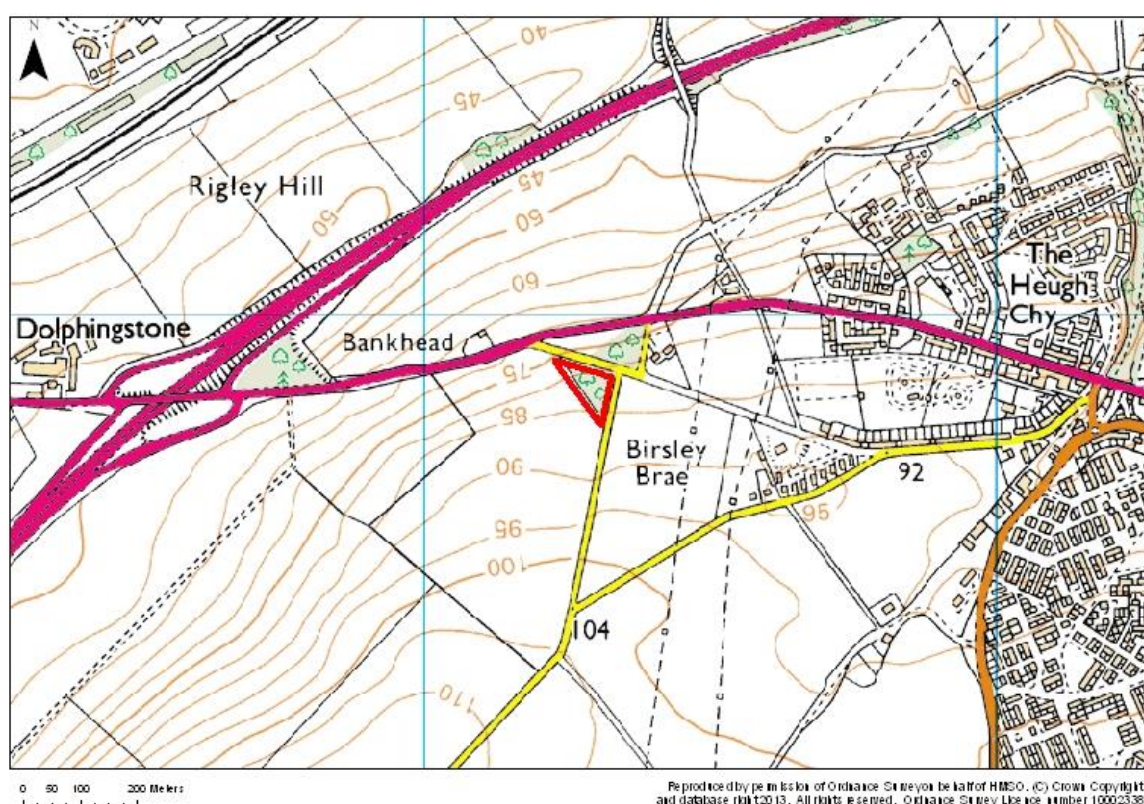 N
40
45
Rigley Hill
50
45
50
60
The
Heugh
Chy
60
Dolphingstone
Bankhead
75
75
85
Birsley
Brae
90
92
95
95
100
104
110
0 50 100 200 Meters
Reproduced by permission of Ordnance Survey on behalf of HMSO. (C) Crown Copyright
and database right 2013. All rights reserved. Ordnance Survey Licence number